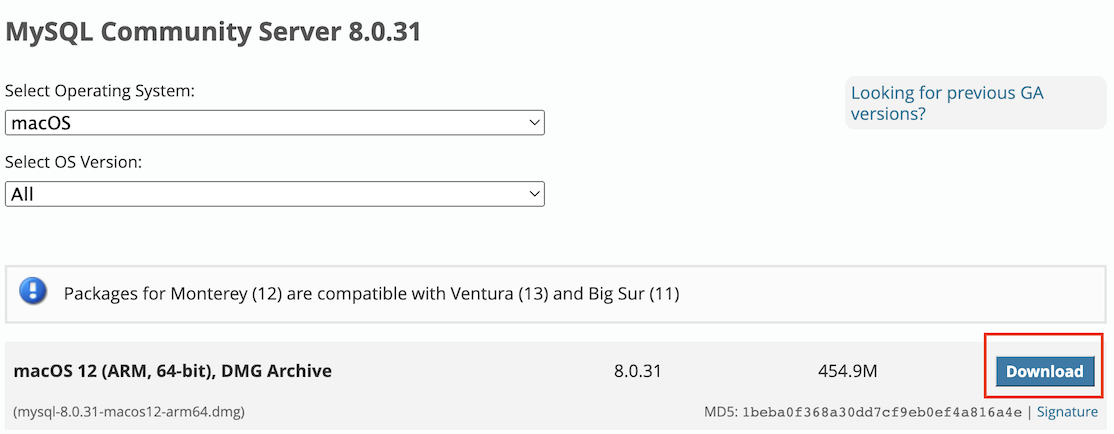 MySQL Community Server 8.0.31
Select Operating System:
macOS
Looking for previous GA
versions?
Select OS Version:
All
Packages for Monterey (12) are compatible with Ventura (13) and Big Sur (11)
macOS 12 (ARM, 64-bit), DMG Archive 8.0.31 454.9M Download
(mysql-8.0.31-macos12-arm64.dmg) MD5: 1beba0f368a30dd7cf9eb0ef4a816a4e | Signature